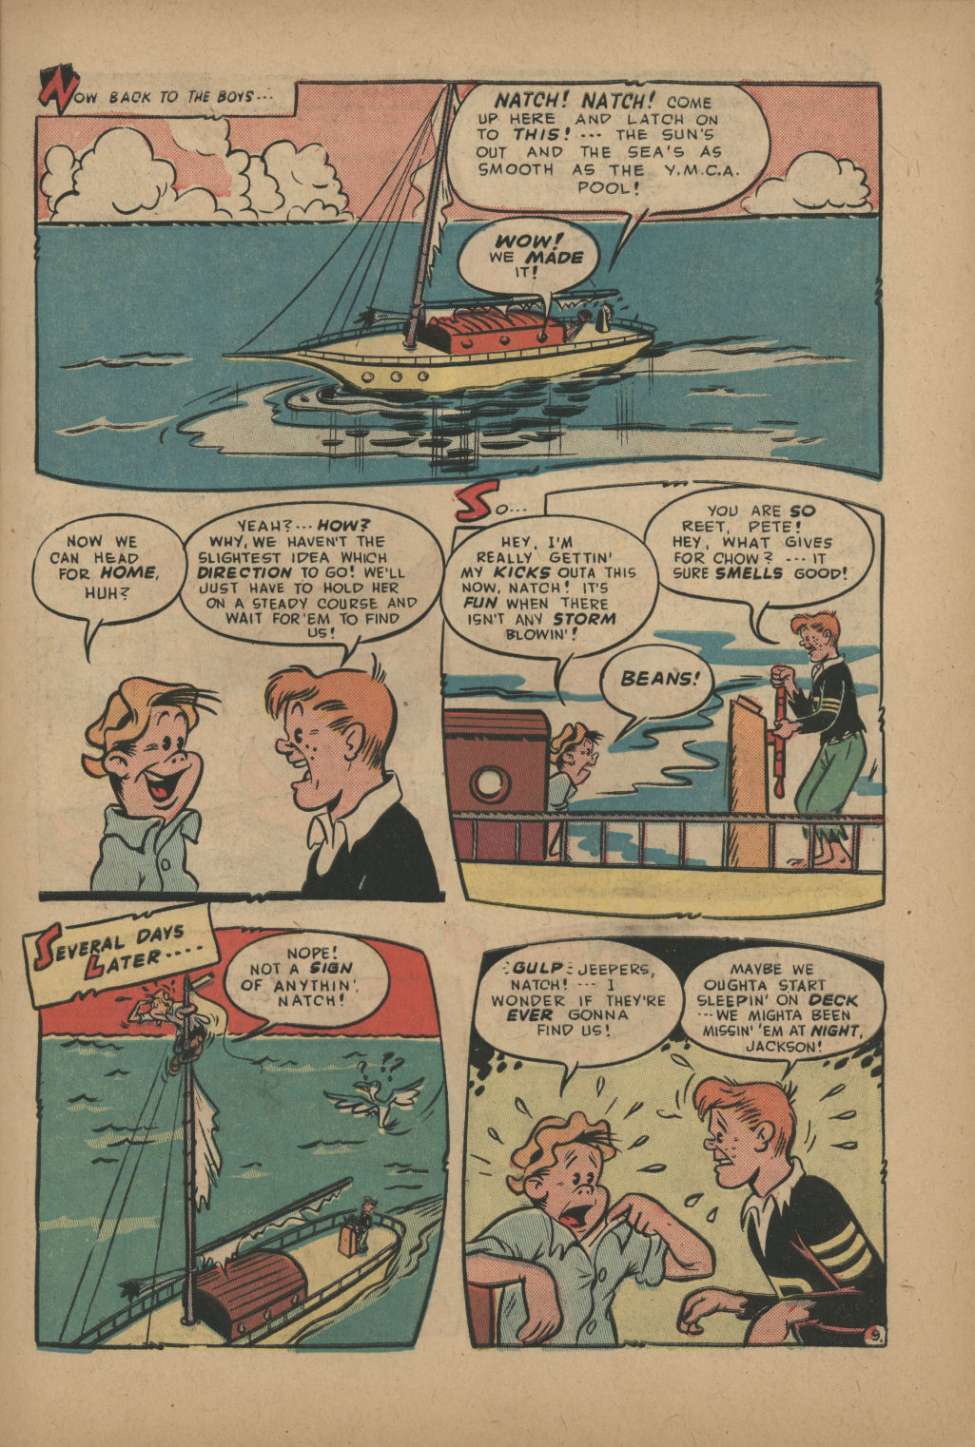 NOW BACK TO THE BOYS---
NATCH! NATCH! COME
UP HERE AND LATCH ON
TO THIS! --- THE SUN'S
OUT AND THE SEA'S AS
SMOOTH AS THE Y.M.C.A.
POOL!
WOW!
WE MADE
IT!
NOW WE
CAN HEAD
FOR HOME,
HUH?
YEAH?--- HOW?
WHY, WE HAVEN'T THE
SLIGHTEST IDEA WHICH
DIRECTION TO GO! WE'LL
JUST HAVE TO HOLD HER
ON A STEADY COURSE AND
WAIT FOR 'EM TO FIND
US!
SO---
HEY, I'M
REALLY GETTIN'
MY KICKS OUTA THIS
NOW, NATCH! IT'S
FUN WHEN THERE
ISN'T ANY STORM
BLOWIN'!
YOU ARE SO
REET, PETE!
HEY, WHAT GIVES
FOR CHOW? --- IT
SURE SMELLS GOOD!
BEANS!
SEVERAL DAYS
LATER----
NOPE!
NOT A SIGN
OF ANYTHIN',
NATCH!
?!?
:GULP: JEEPERS,
NATCH! --- I
WONDER IF THEY'RE
EVER GONNA
FIND US!
MAYBE WE
OUGHTA START
SLEEPIN' ON DECK
--- WE MIGHTA BEEN
MISSIN' 'EM AT NIGHT,
JACKSON!
9.